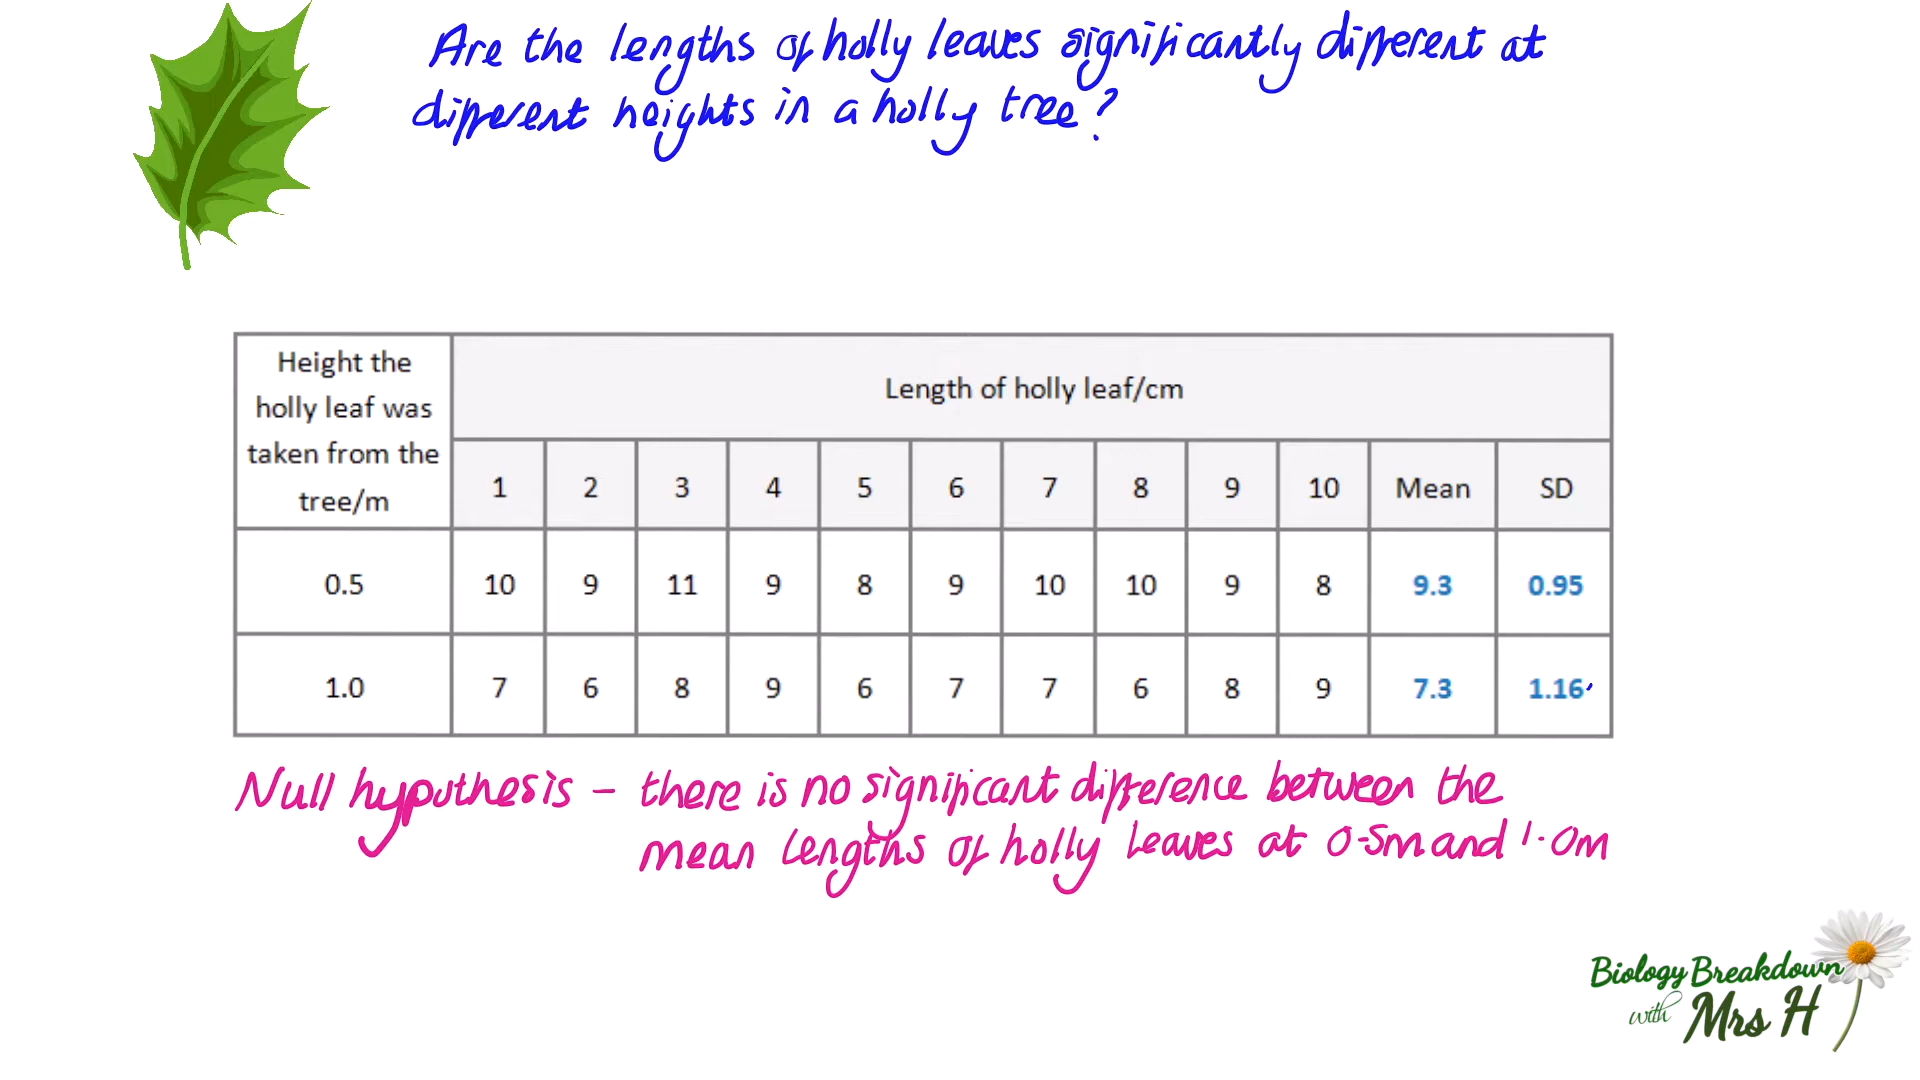 Are the lengths of holly leaves significantly different at
different heights in a holly tree?
Height the
holly leaf was
taken from the
tree/m
Length of holly leaf/cm
1 2 3 4 5 6 7 8 9 10 Mean SD
0.5 10 9 11 9 8 9 10 10 9 8 9.3 0.95
1.0 7 6 8 9 6 7 7 6 8 9 7.3 1.16
Null hypothesis - there is no significant difference between the
mean lengths of holly leaves at 0.5m and 1.0m
Biology Breakdown
with Mrs H